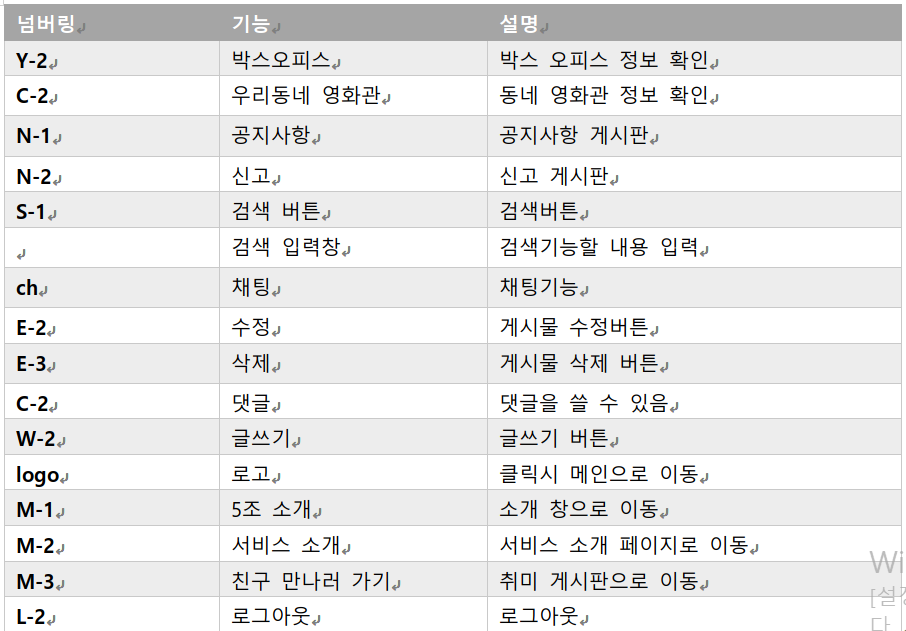 넘버링 기능 설명
Y-2 박스오피스 박스 오피스 정보 확인
C-2 우리동네 영화관 동네 영화관 정보 확인
N-1 공지사항 공지사항 게시판
N-2 신고 신고 게시판
S-1 검색 버튼 검색버튼
검색 입력창 검색기능할 내용 입력
ch 채팅 채팅기능
E-2 수정 게시물 수정버튼
E-3 삭제 게시물 삭제 버튼
C-2 댓글 댓글을 쓸 수 있음
W-2 글쓰기 글쓰기 버튼
logo 로고 클릭시 메인으로 이동
M-1 5조 소개 소개 창으로 이동
M-2 서비스 소개 서비스 소개 페이지로 이동
M-3 친구 만나러 가기 취미 게시판으로 이동
L-2 로그아웃 로그아웃